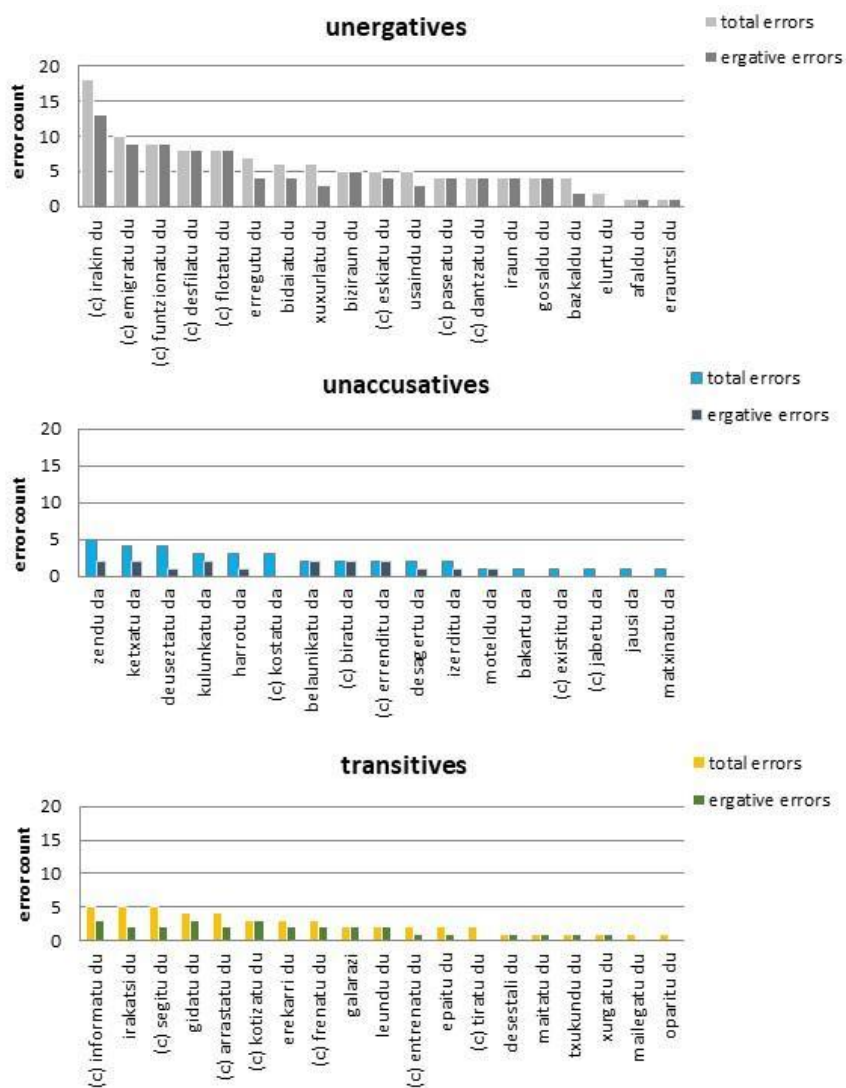 unergatives
total errors
ergative errors
error count
20
15
10
5
0
(c) irakin du
(c) emigratu du
(c) funtzionatu du
(c) desfilatu du
(c) flotatu du
erregutu du
bidaiatu du
xuxurlatu du
biziraun du
(c) eskiatu du
usaindu du
(c) paseatu du
(c) dantzatu du
iraun du
gosaldu du
bazkaldu du
elurtu du
afaldu du
erauntsi du
unaccusatives
total errors
ergative errors
error count
20
15
10
5
0
zendu da
ketxatu da
deuseztatu da
kulunkatu da
harrotu da
(c) kostatu da
belaunikatu da
(c) biratu da
(c) errenditu da
desagertu da
izerditu da
moteldu da
bakartu da
(c) existitu da
(c) jabetu da
jausi da
matxinatu da
transitives
total errors
ergative errors
error count
20
15
10
5
0
(c) informatu du
irakatsi du
(c) segitu du
gidatu du
(c) arrastatu du
(c) kotizatu du
erekarri du
(c) frenatu du
galarazi
leundu du
(c) entrenatu du
epaitu du
(c) tiratu du
desestali du
maitatu du
txukundu du
xurgatu du
mailegatu du
oparitu du